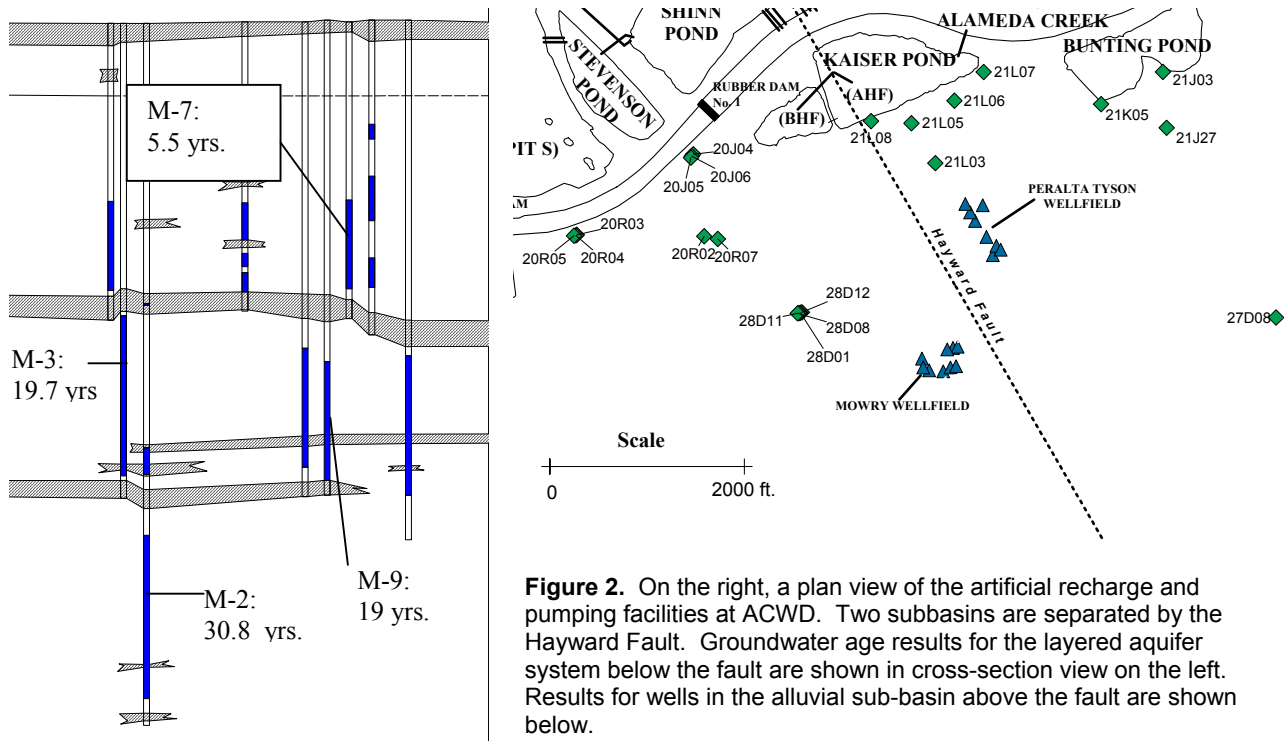 M-7:
5.5 yrs.
M-3:
19.7 yrs
M-9:
19 yrs.
M-2:
30.8 yrs.
SHINN
POND
ALAMEDA CREEK
STEVENSON
POND
KAISER POND
BUNTING POND
RUBBER DAM
No. 1
(AHF)
(BHF)
PIT S)
AM
21L07
21J03
21L06
21K05
21L05
21L08
21J27
21L03
20J04
20J06
20J05
PERALTA TYSON
WELLFIELD
20R03
20R05
20R04
20R02
20R07
Hayward Fault
28D12
28D11
28D08
28D01
27D08
MOWRY WELLFIELD
Scale
0
2000 ft.
Figure 2. On the right, a plan view of the artificial recharge and
pumping facilities at ACWD. Two subbasins are separated by the
Hayward Fault. Groundwater age results for the layered aquifer
system below the fault are shown in cross-section view on the left.
Results for wells in the alluvial sub-basin above the fault are shown
below.